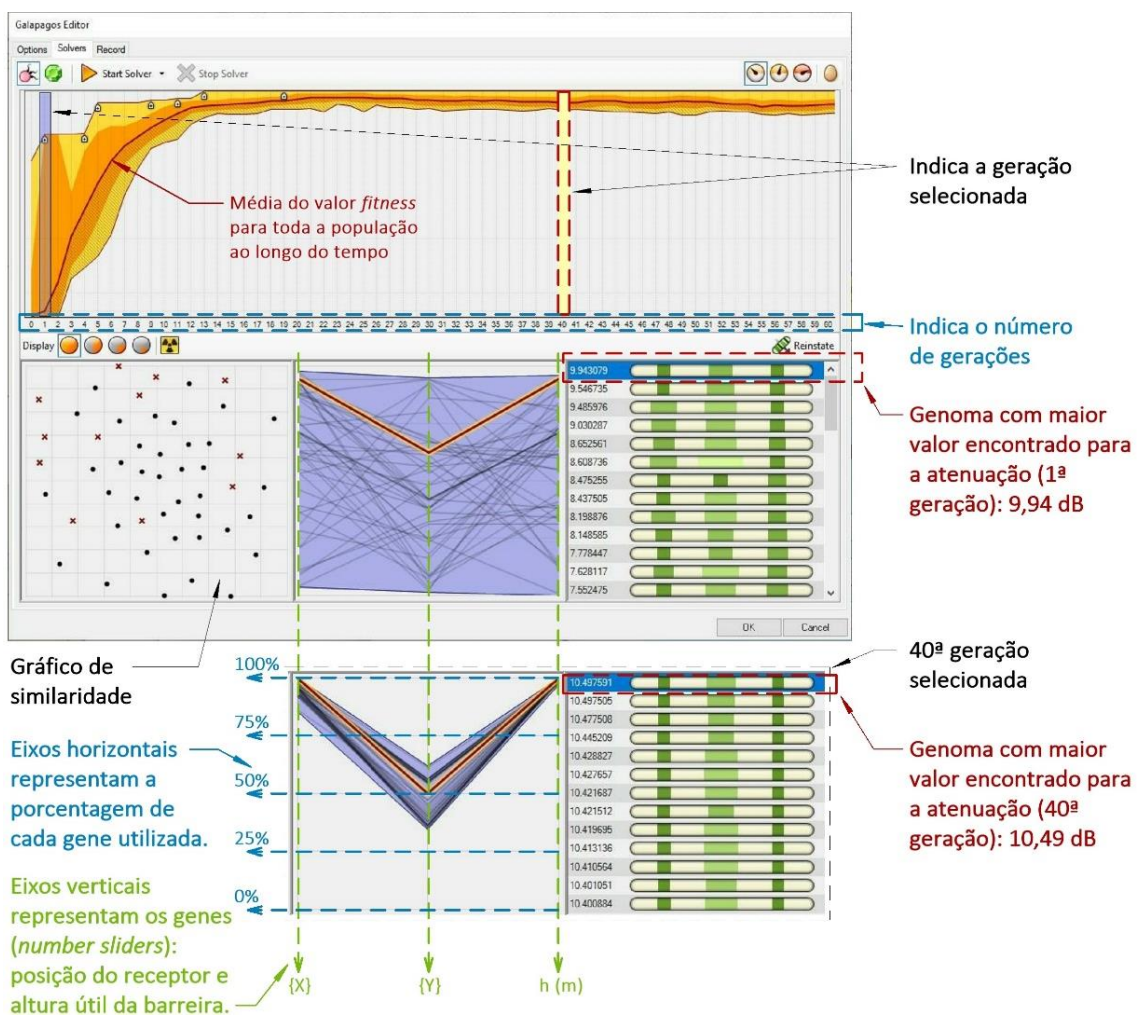 Galapagos Editor
Options Solvers Record
Start Solver Stop Solver
Média do valor fitness
para toda a população
ao longo do tempo
Indica a geração
selecionada
0 1 2 3 4 5 6 7 8 9 10 11 12 13 14 15 16 17 18 19 20 21 22 23 24 25 26 27 28 29 30 31 32 33 34 35 36 37 38 39 40 41 42 43 44 45 46 47 48 49 50 51 52 53 54 55 56 57 58 59 60
Indica o número
de gerações
Display
Reinstate
9.943079
9.546735
9.485976
9.030287
8.652561
8.608736
8.475255
8.437505
8.198876
8.148585
7.778447
7.628117
7.552475
Genoma com maior
valor encontrado para
a atenuação (1ª
geração): 9,94 dB
OK Cancel
Gráfico de
similaridade
40ª geração
selecionada
100%
75%
50%
25%
0%
Eixos horizontais
representam a
porcentagem de
cada gene utilizada.
10.497591
10.497505
10.477508
10.445209
10.428827
10.427657
10.421687
10.421512
10.419695
10.413136
10.410564
10.401051
10.400884
Genoma com maior
valor encontrado para
a atenuação (40ª
geração): 10,49 dB
Eixos verticais
representam os genes
(number sliders):
posição do receptor e
altura útil da barreira.
{X} {Y} h (m)